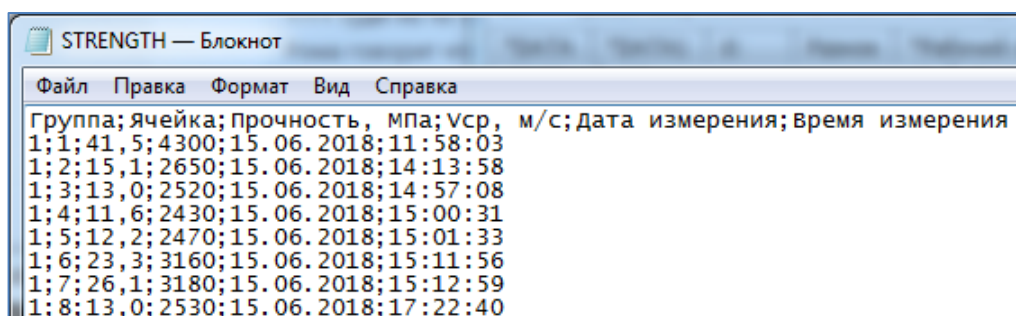 STRENGTH — Блокнот
Файл Правка Формат Вид Справка
Группа;Ячейка;Прочность, МПа;Vср, м/с;Дата измерения;Время измерения
1;1;41,5;4300;15.06.2018;11:58:03
1;2;15,1;2650;15.06.2018;14:13:58
1;3;13,0;2520;15.06.2018;14:57:08
1;4;11,6;2430;15.06.2018;15:00:31
1;5;12,2;2470;15.06.2018;15:01:33
1;6;23,3;3160;15.06.2018;15:11:56
1;7;26,1;3180;15.06.2018;15:12:59
1;8;13,0;2530;15.06.2018;17:22:40